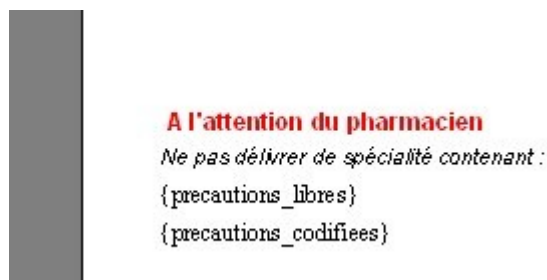 A l'attention du pharmacien
Ne pas délivrer de spécialité contenant :
{precautions_libres}
{precautions_codifiees}